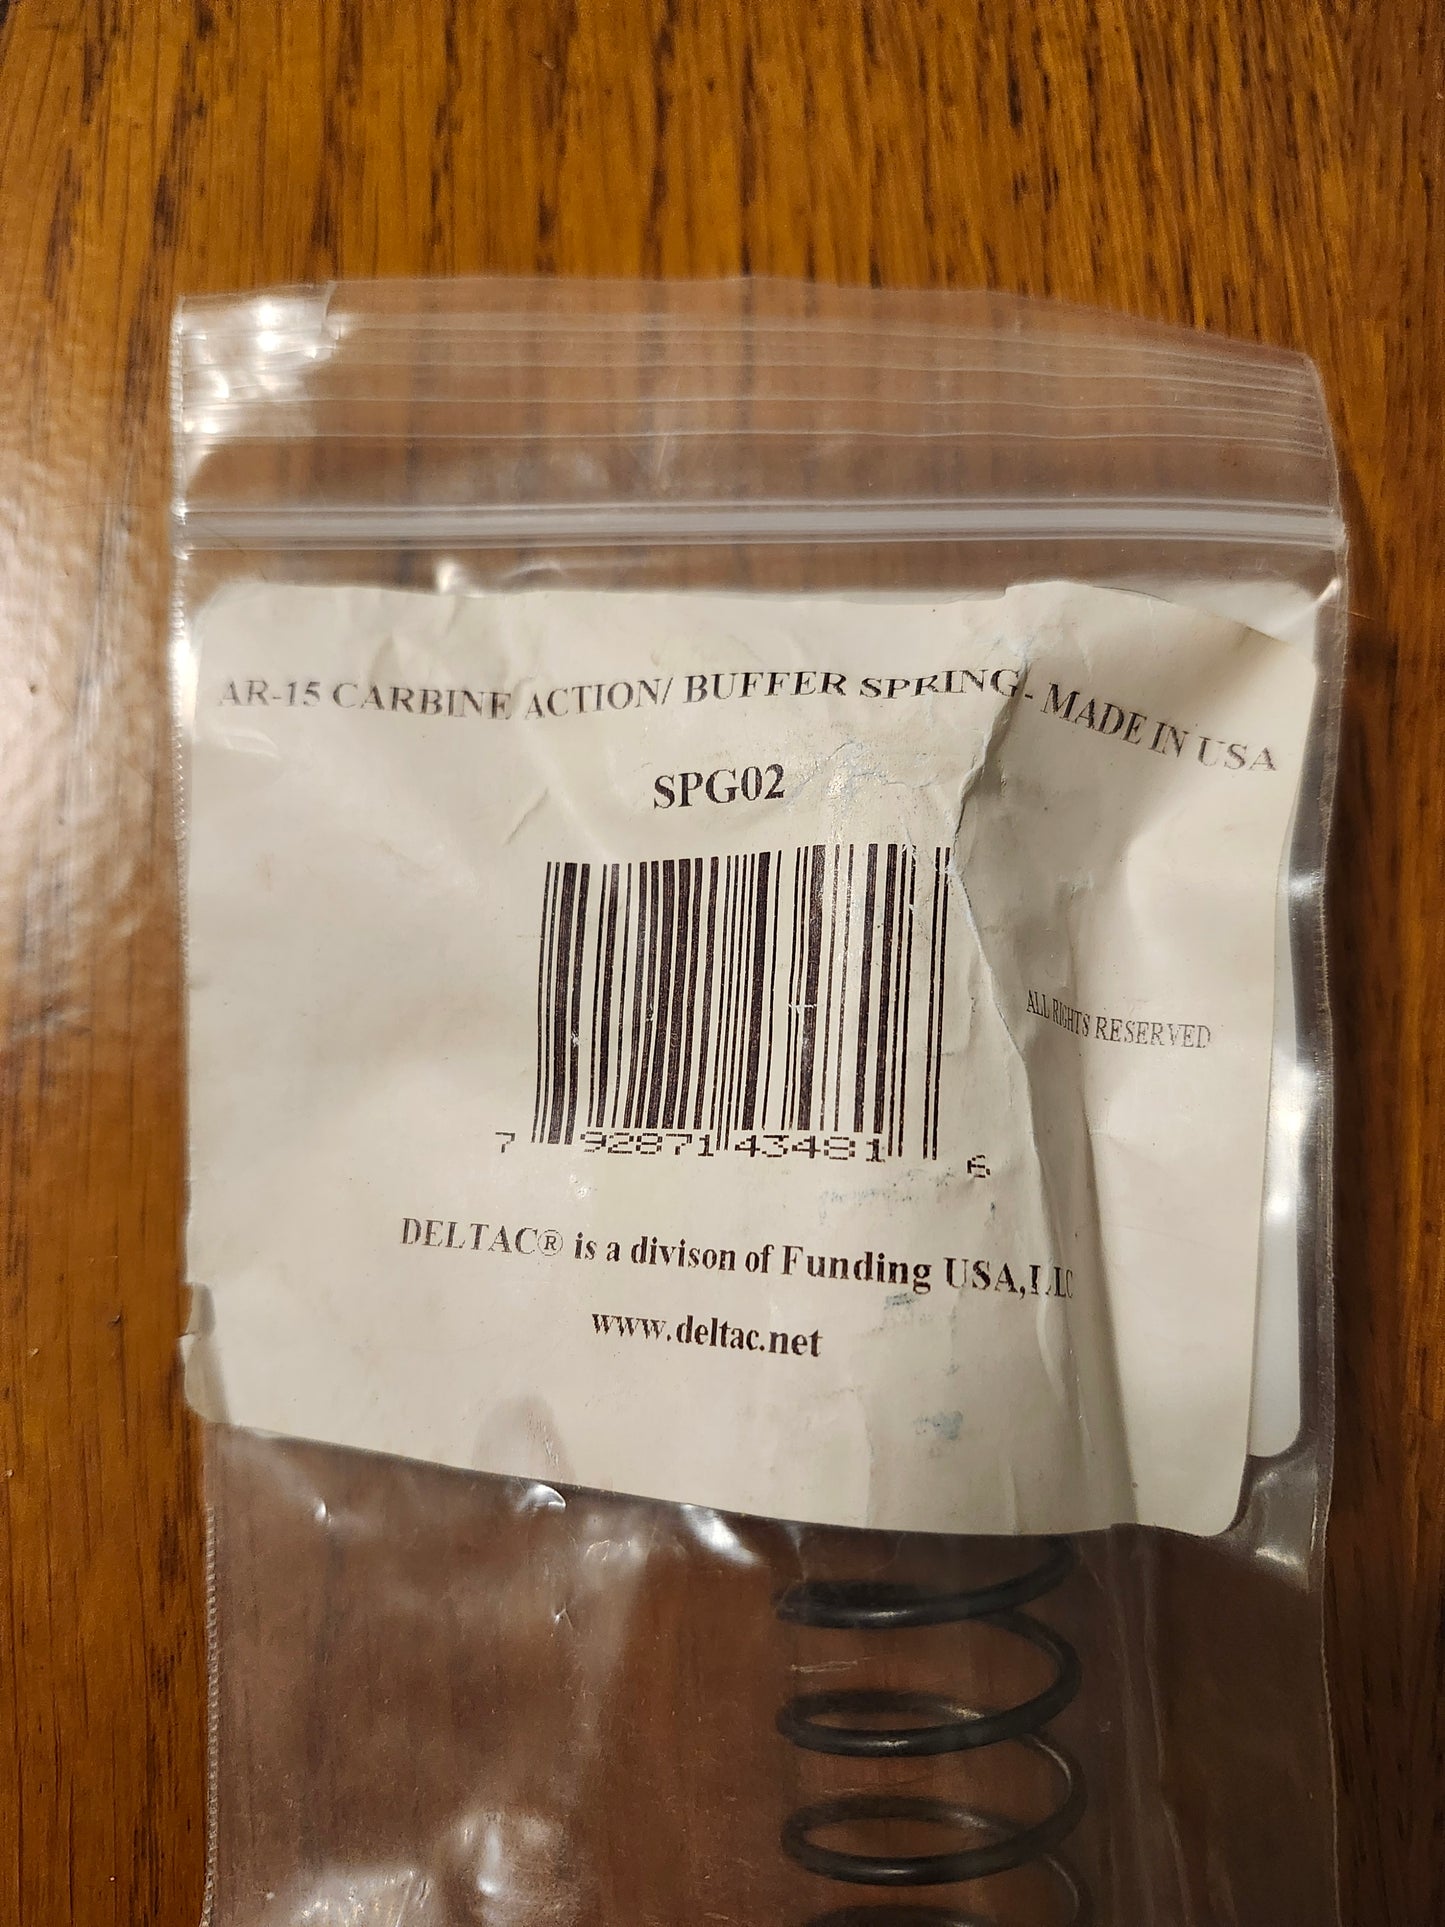 AR-15 CARBINE ACTION/ BUFFER SPRING - MADE IN USA
SPG02
ALL RIGHTS RESERVED
7 92871 43481 6
DELTAC® is a divison of Funding USA,LLC
www.deltac.net